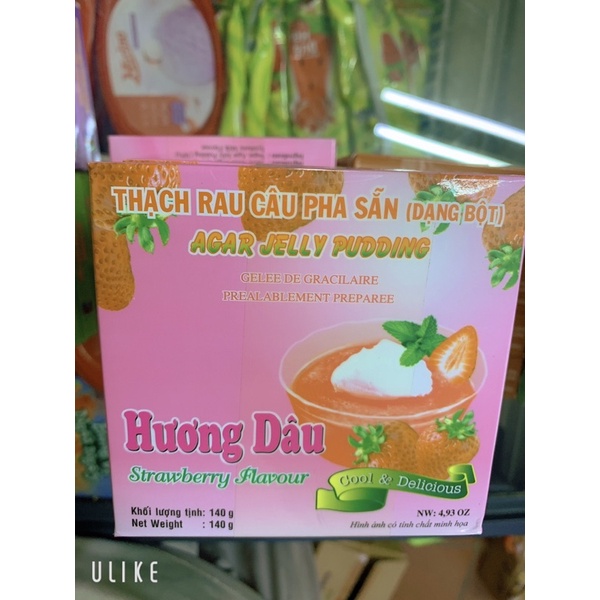 THẠCH RAU CÂU PHA SẴN (DẠNG BỘT)
AGAR JELLY PUDDING
GELEE DE GRACILAIRE
PREALABLEMENT PREPAREE
Hương Dâu
Strawberry Flavour
Cool & Delicious
Khối lượng tịnh: 140 g
Net Weight : 140 g
NW: 4,93 OZ
Hình ảnh có tính chất minh họa
ULIKE